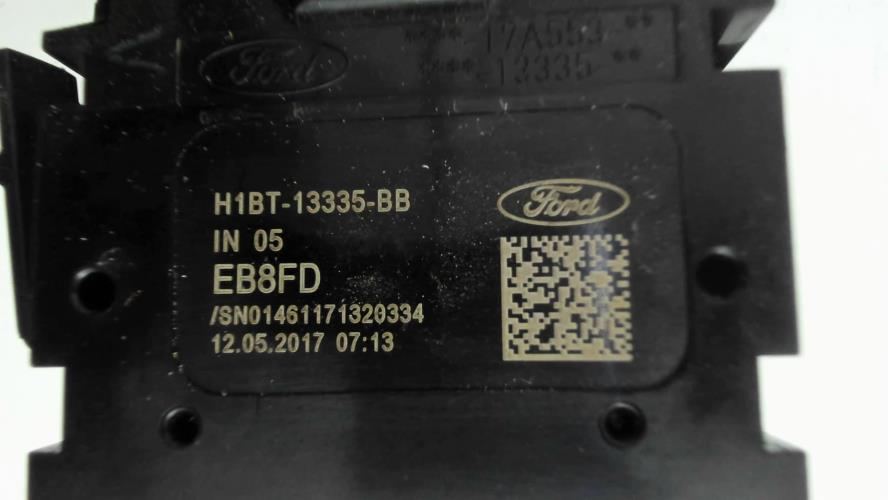 Ford
****-17A553-**
****-13335-**
H1BT-13335-BB
Ford
IN 05
EB8FD
/SN01461171320334
12.05.2017 07:13